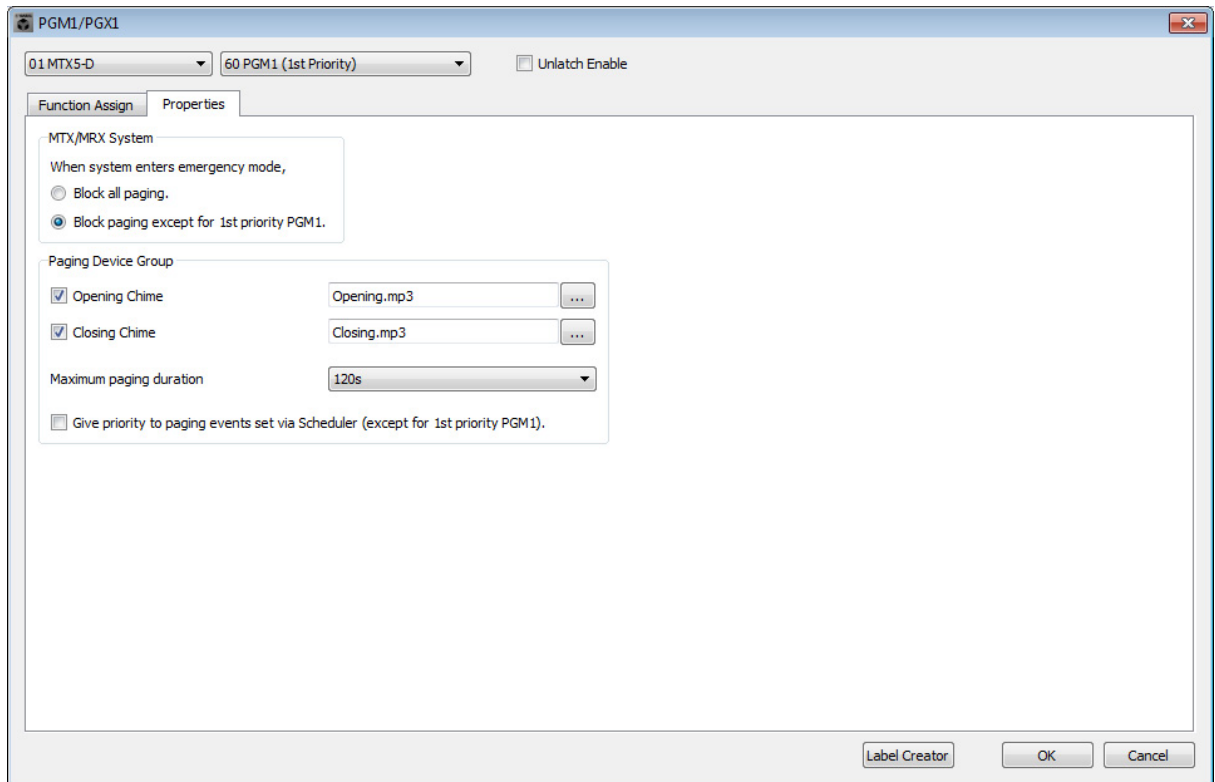 PGM1/PGX1
01 MTX5-D 60 PGM1 (1st Priority) Unlatch Enable
Function Assign Properties
MTX/MRX System
When system enters emergency mode,
Block all paging.
Block paging except for 1st priority PGM1.
Paging Device Group
Opening Chime Opening.mp3 ...
Closing Chime Closing.mp3 ...
Maximum paging duration 120s
Give priority to paging events set via Scheduler (except for 1st priority PGM1).
Label Creator OK Cancel